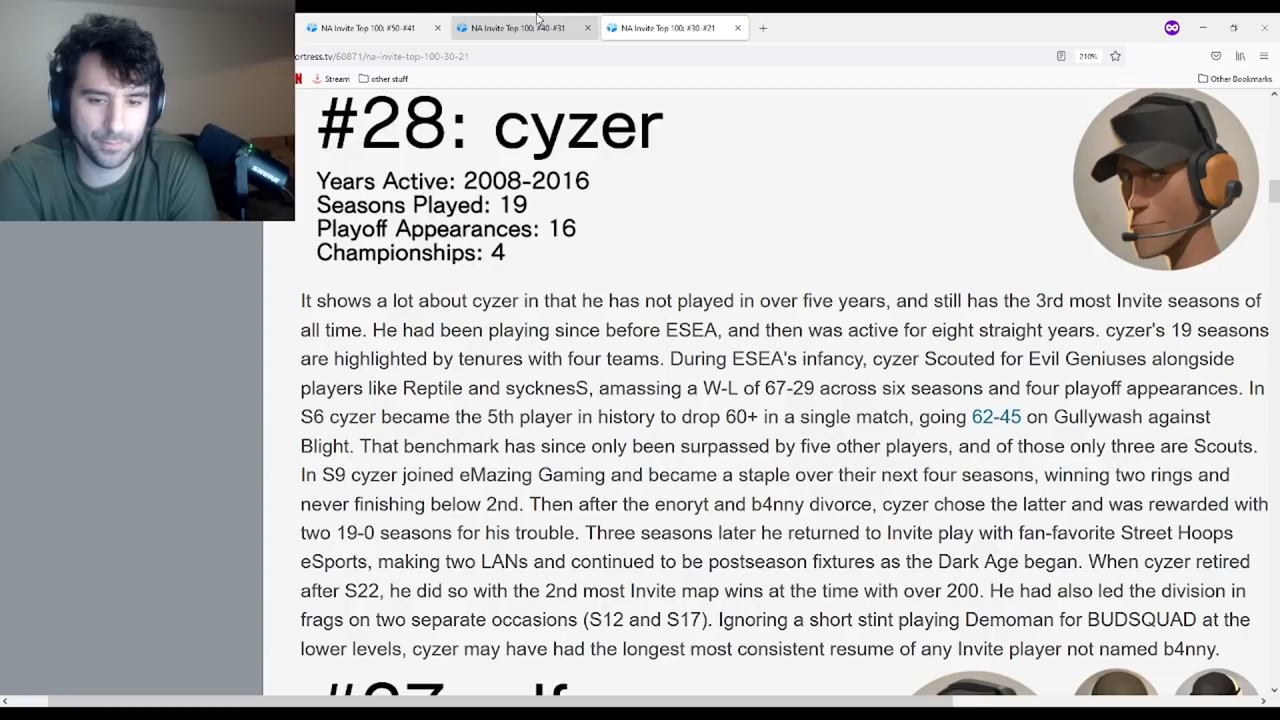 NA Invite Top 100: #50-#41
NA Invite Top 100: #40-#31
NA Invite Top 100: #30-#21
ortress.tv/60871/na-invite-top-100-30-21
210%
Stream
other stuff
Other Bookmarks
#28: cyzer
Years Active: 2008-2016
Seasons Played: 19
Playoff Appearances: 16
Championships: 4
It shows a lot about cyzer in that he has not played in over five years, and still has the 3rd most Invite seasons of
all time. He had been playing since before ESEA, and then was active for eight straight years. cyzer's 19 seasons
are highlighted by tenures with four teams. During ESEA's infancy, cyzer Scouted for Evil Geniuses alongside
players like Reptile and sycknesS, amassing a W-L of 67-29 across six seasons and four playoff appearances. In
S6 cyzer became the 5th player in history to drop 60+ in a single match, going 62-45 on Gullywash against
Blight. That benchmark has since only been surpassed by five other players, and of those only three are Scouts.
In S9 cyzer joined eMazing Gaming and became a staple over their next four seasons, winning two rings and
never finishing below 2nd. Then after the enoryt and b4nny divorce, cyzer chose the latter and was rewarded with
two 19-0 seasons for his trouble. Three seasons later he returned to Invite play with fan-favorite Street Hoops
eSports, making two LANs and continued to be postseason fixtures as the Dark Age began. When cyzer retired
after S22, he did so with the 2nd most Invite map wins at the time with over 200. He had also led the division in
frags on two separate occasions (S12 and S17). Ignoring a short stint playing Demoman for BUDSQUAD at the
lower levels, cyzer may have had the longest most consistent resume of any Invite player not named b4nny.